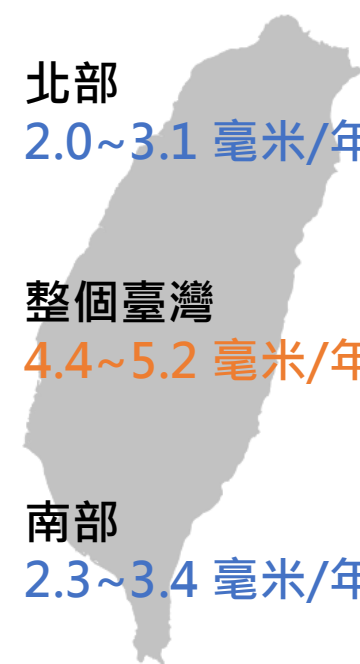 北部
2.0~3.1 毫米/年
整個臺灣
4.4~5.2 毫米/年
南部
2.3~3.4 毫米/年